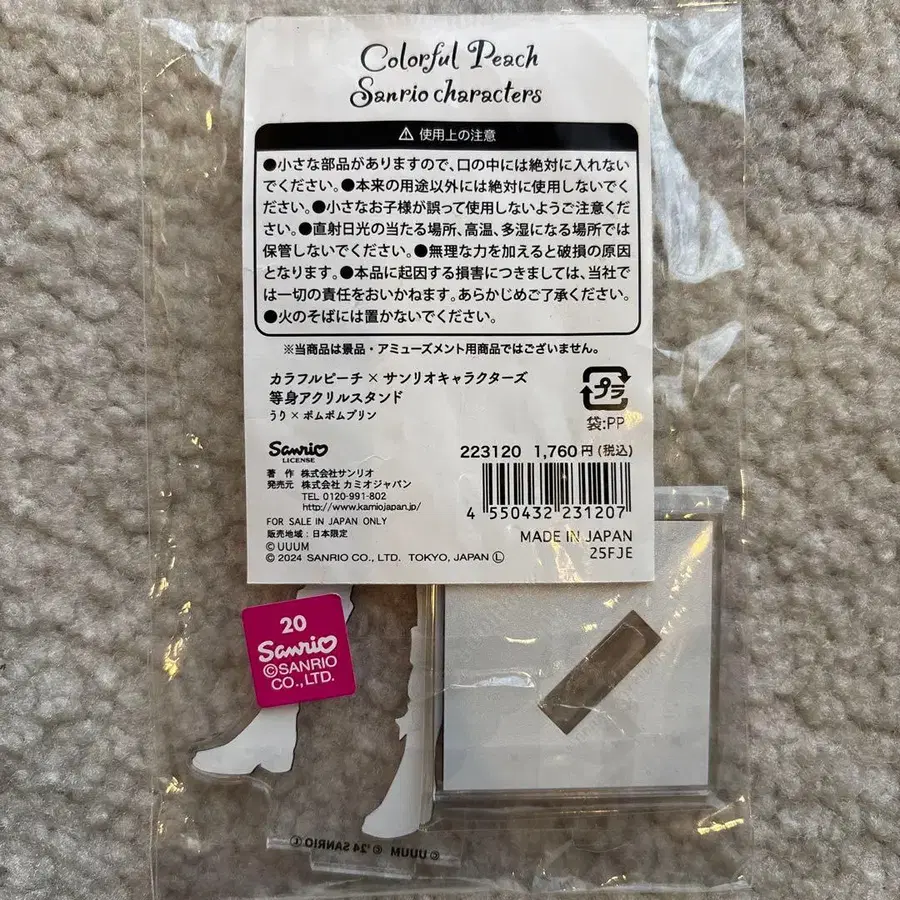 Colorful Peach
Sanrio characters
⚠ 使用上の注意
●小さな部品がありますので、口の中には絶対に入れない
でください。●本来の用途以外には絶対に使用しないでく
ださい。●小さなお子様が誤って使用しないようご注意くだ
さい。●直射日光の当たる場所、高温、多湿になる場所では
保管しないでください。●無理な力を加えると破損の原因
となります。●本品に起因する損害につきましては、当社で
は一切の責任をおいかねます。あらかじめご了承ください。
●火のそばには置かないでください。
※当商品は景品・アミューズメント用商品ではございません。
カラフルピーチ×サンリオキャラクターズ
等身アクリルスタンド
うり×ポムポムプリン
プラ
袋:PP
Sanrio
LICENSE
著 作 株式会社サンリオ
発売元 株式会社 カミオジャパン
TEL 0120-991-802
http://www.kamiojapan.jp/
223120 1,760円(税込)
4 550432 231207
FOR SALE IN JAPAN ONLY
販売地域:日本限定
©UUUM
© 2024 SANRIO CO., LTD. TOKYO, JAPAN Ⓛ
MADE IN JAPAN
25FJE
20
Sanrio
©SANRIO
CO.,LTD.
© UUUM © '24 SANRIO Ⓛ